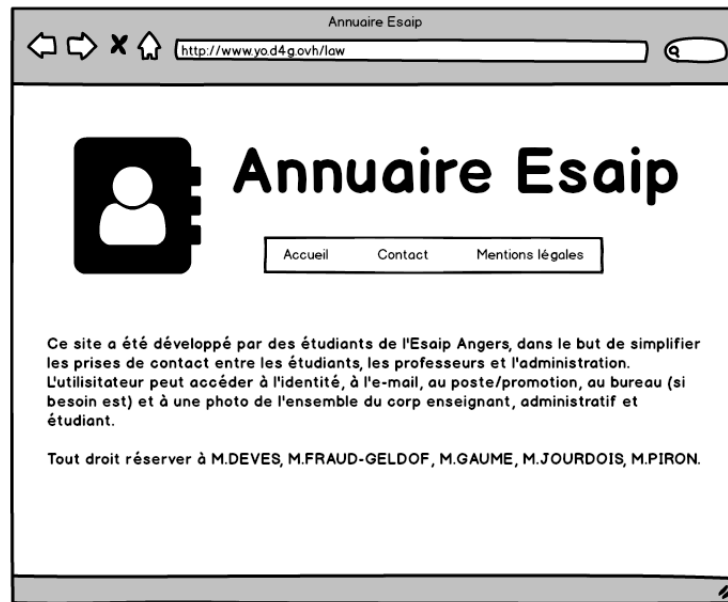 Annuaire Esaip
http://www.yo.d4g.ovh/law
Annuaire Esaip
Accueil Contact Mentions légales
Ce site a été développé par des étudiants de l'Esaip Angers, dans le but de simplifier
les prises de contact entre les étudiants, les professeurs et l'administration.
L'utilisitateur peut accéder à l'identité, à l'e-mail, au poste/promotion, au bureau (si
besoin est) et à une photo de l'ensemble du corp enseignant, administratif et
étudiant.
Tout droit réserver à M.DEVES, M.FRAUD-GELDOF, M.GAUME, M.JOURDOIS, M.PIRON.